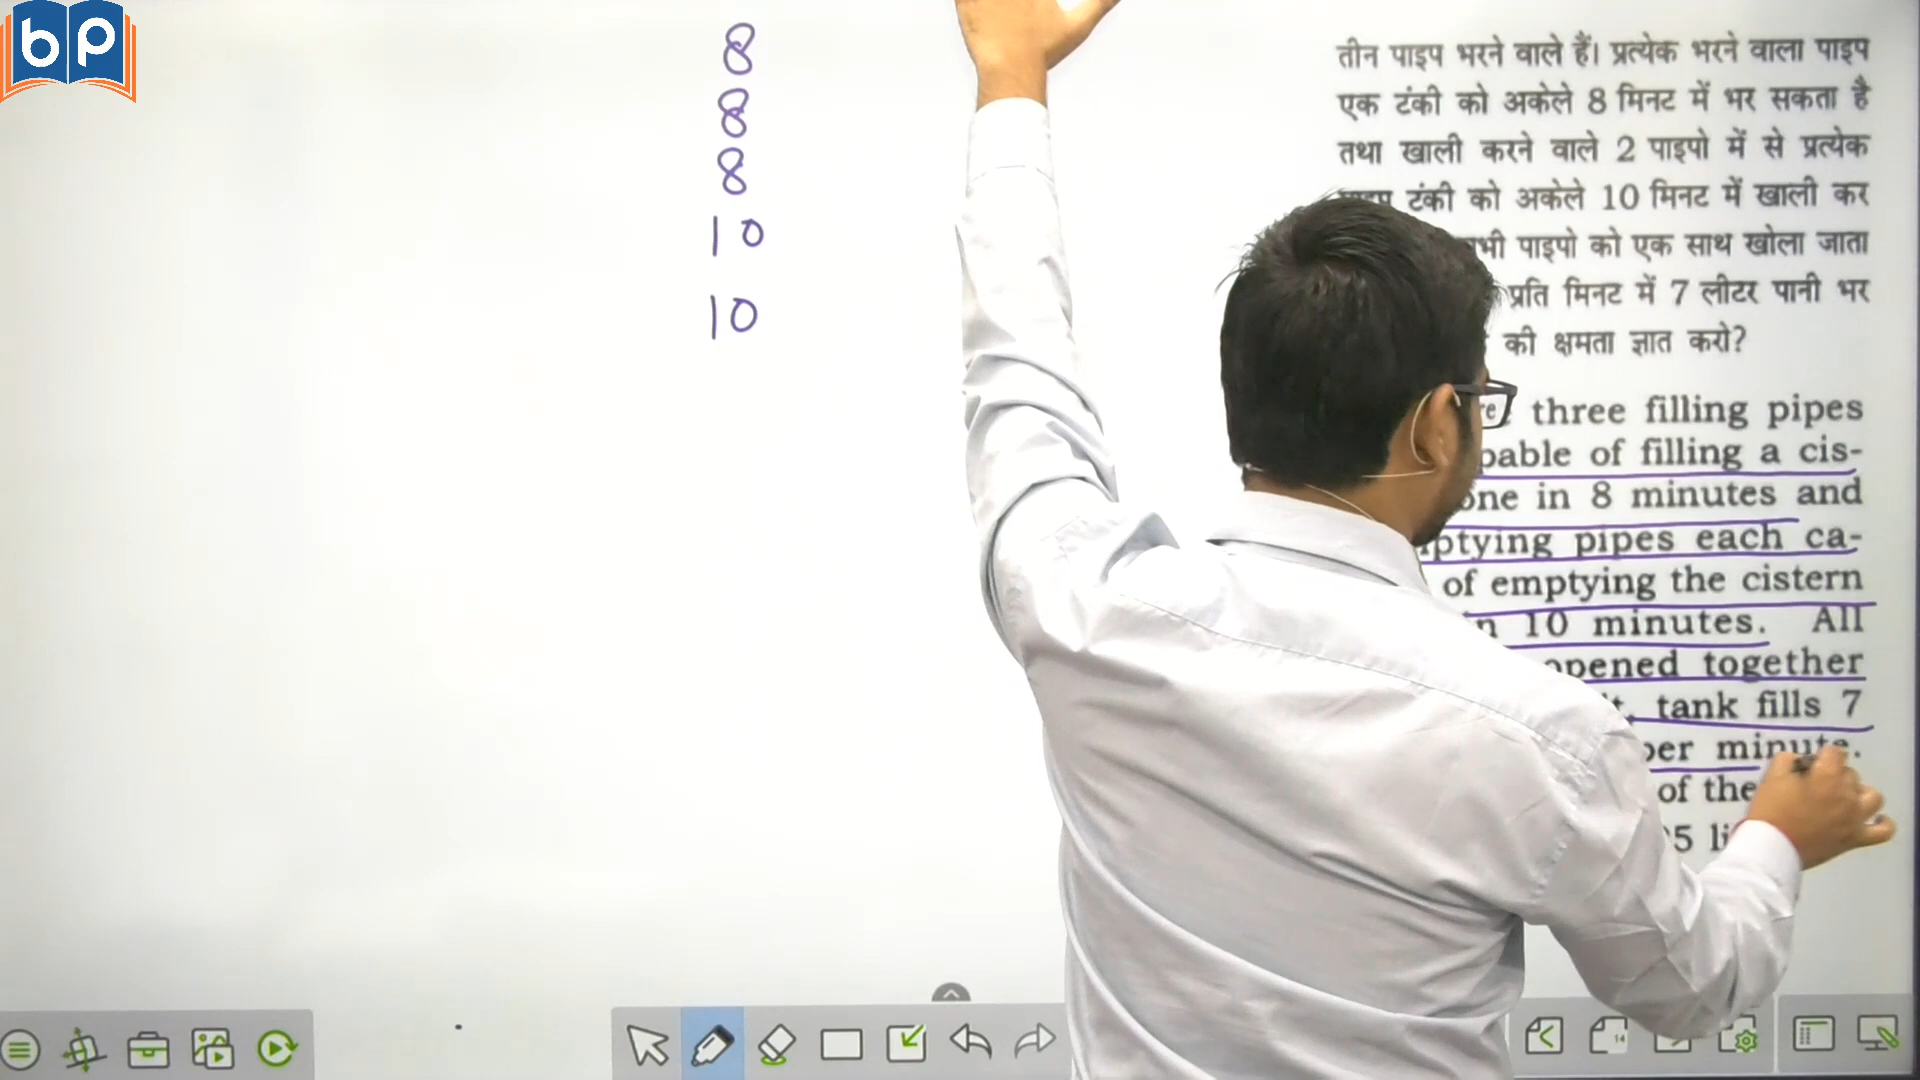 bp
8
8
8
10
10
तीन पाइप भरने वाले हैं। प्रत्येक भरने वाला पाइप
एक टंकी को अकेले 8 मिनट में भर सकता है
तथा खाली करने वाले 2 पाइपो में से प्रत्येक
टंकी को अकेले 10 मिनट में खाली कर
पाइपो को एक साथ खोला जाता
प्रति मिनट में 7 लीटर पानी भर
की क्षमता ज्ञात करो?
three filling pipes
of filling a cis-
in 8 minutes and
pipes each ca-
of emptying the cistern
10 minutes. All
opened together
tank fills 7
per minute.
of the